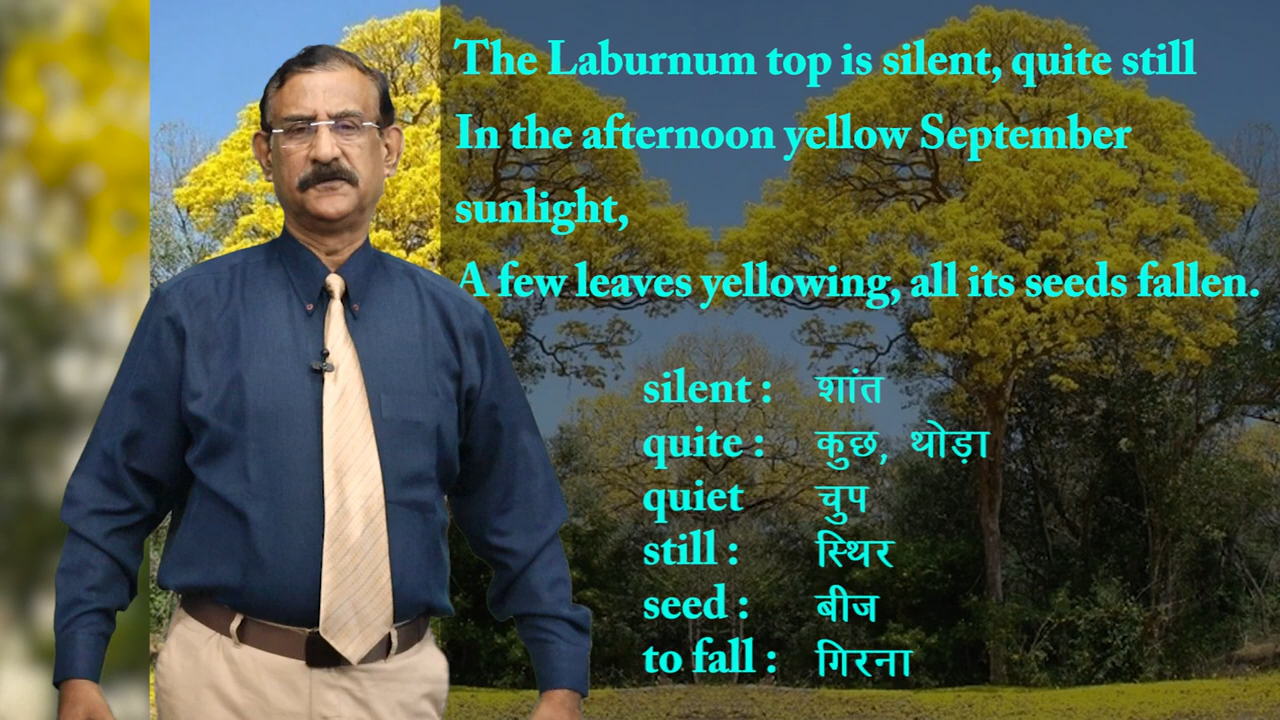 The Laburnum top is silent, quite still
In the afternoon yellow September
sunlight,
A few leaves yellowing, all its seeds fallen.
silent : शांत
quite : कुछ, थोड़ा
quiet चुप
still : स्थिर
seed : बीज
to fall : गिरना